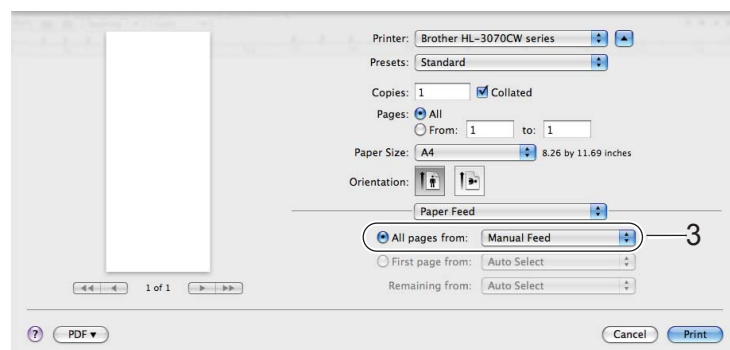 Printer: Brother HL-3070CW series
Presets: Standard
Copies: 1 Collated
Pages: All
From: 1 to: 1
Paper Size: A4 8.26 by 11.69 inches
Orientation:
Paper Feed
All pages from: Manual Feed 3
First page from: Auto Select
Remaining from: Auto Select
1 of 1
? PDF ▼ Cancel Print